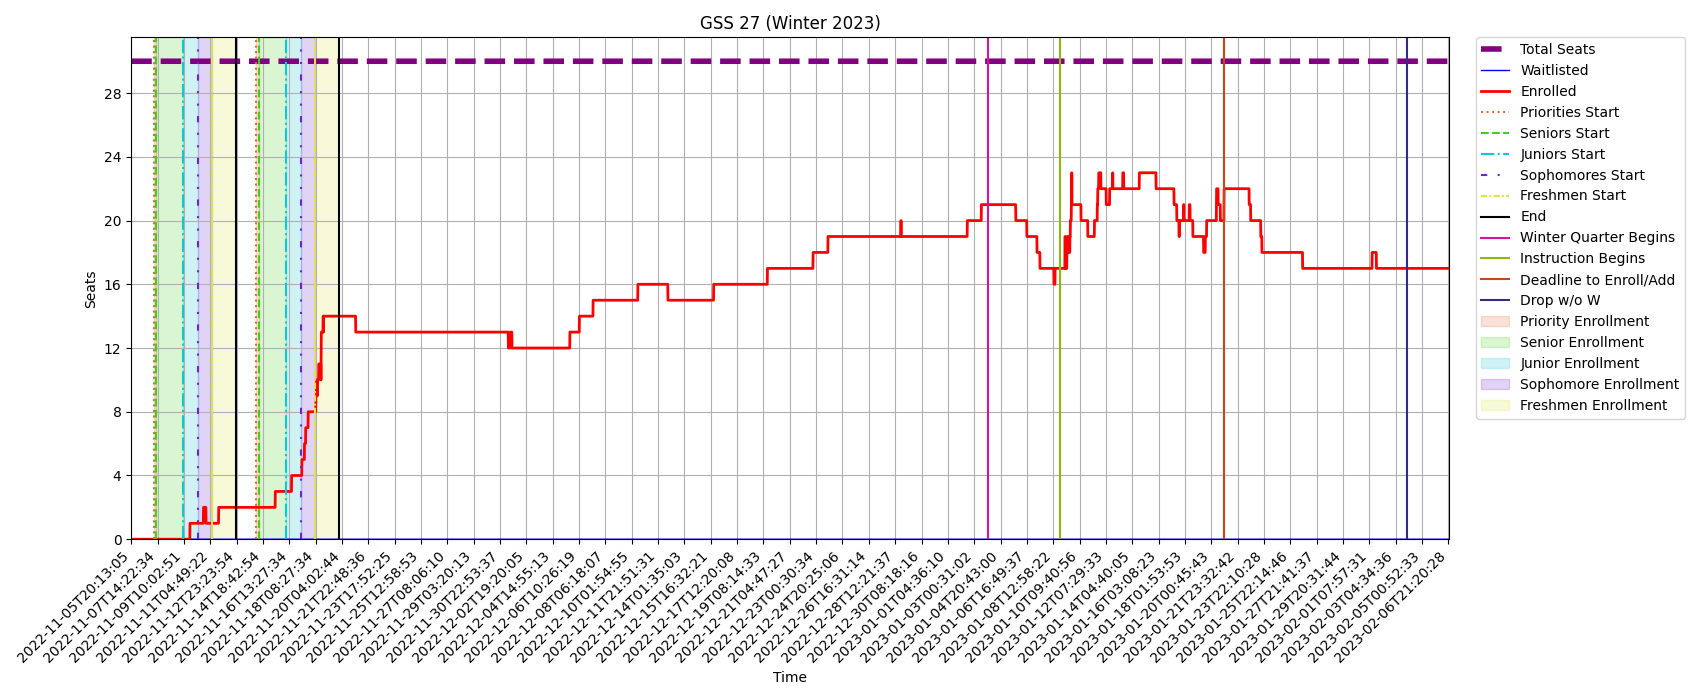 GSS 27 (Winter 2023)
Total Seats
Waitlisted
Enrolled
Priorities Start
Seniors Start
Juniors Start
Sophomores Start
Freshmen Start
End
Winter Quarter Begins
Instruction Begins
Deadline to Enroll/Add
Drop w/o W
Priority Enrollment
Senior Enrollment
Junior Enrollment
Sophomore Enrollment
Freshmen Enrollment
Seats
28
24
20
16
12
8
4
0
2022-11-05T20:13:05
2022-11-07T14:22:34
2022-11-09T10:02:51
2022-11-11T04:49:22
2022-11-12T23:23:54
2022-11-14T18:42:54
2022-11-16T13:27:34
2022-11-18T08:27:34
2022-11-20T04:02:44
2022-11-21T22:48:36
2022-11-23T17:52:25
2022-11-25T12:58:53
2022-11-27T08:06:10
2022-11-29T03:20:13
2022-11-30T22:53:37
2022-12-02T19:20:05
2022-12-04T14:55:13
2022-12-06T10:26:19
2022-12-08T06:18:07
2022-12-10T01:54:55
2022-12-11T21:51:31
2022-12-14T01:35:03
2022-12-15T16:32:21
2022-12-17T12:20:08
2022-12-19T08:14:33
2022-12-21T04:47:27
2022-12-23T00:30:34
2022-12-24T20:25:06
2022-12-26T16:31:14
2022-12-28T12:21:37
2022-12-30T08:18:16
2023-01-01T04:36:10
2023-01-03T00:31:02
2023-01-04T20:43:00
2023-01-06T16:49:37
2023-01-08T12:58:22
2023-01-10T09:40:56
2023-01-12T07:29:33
2023-01-14T04:40:05
2023-01-16T03:08:23
2023-01-18T01:53:53
2023-01-20T00:45:43
2023-01-21T23:32:42
2023-01-23T22:10:28
2023-01-25T22:14:46
2023-01-27T21:41:37
2023-01-29T20:31:44
2023-02-01T07:57:31
2023-02-03T04:34:36
2023-02-05T00:52:33
2023-02-06T21:20:28
Time